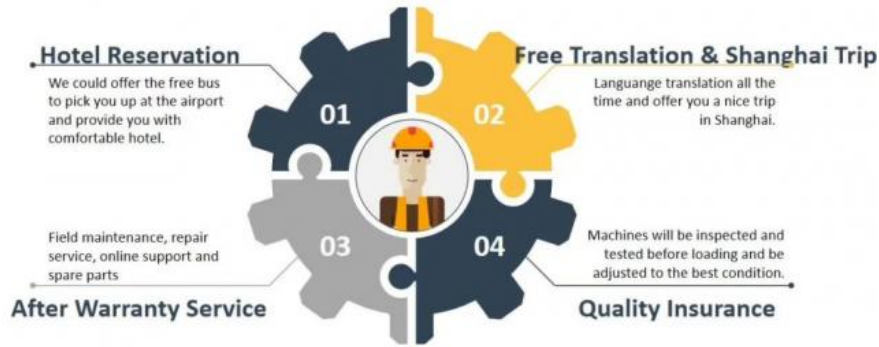 Hotel Reservation
We could offer the free bus
to pick you up at the airport
and provide you with
comfortable hotel.
01
Free Translation & Shanghai Trip
Languange translation all the
time and offer you a nice trip
in Shanghai.
02
Field maintenance, repair
service, online support and
spare parts
After Warranty Service
03
Machines will be inspected and
tested before loading and be
adjusted to the best condition.
Quality Insurance
04